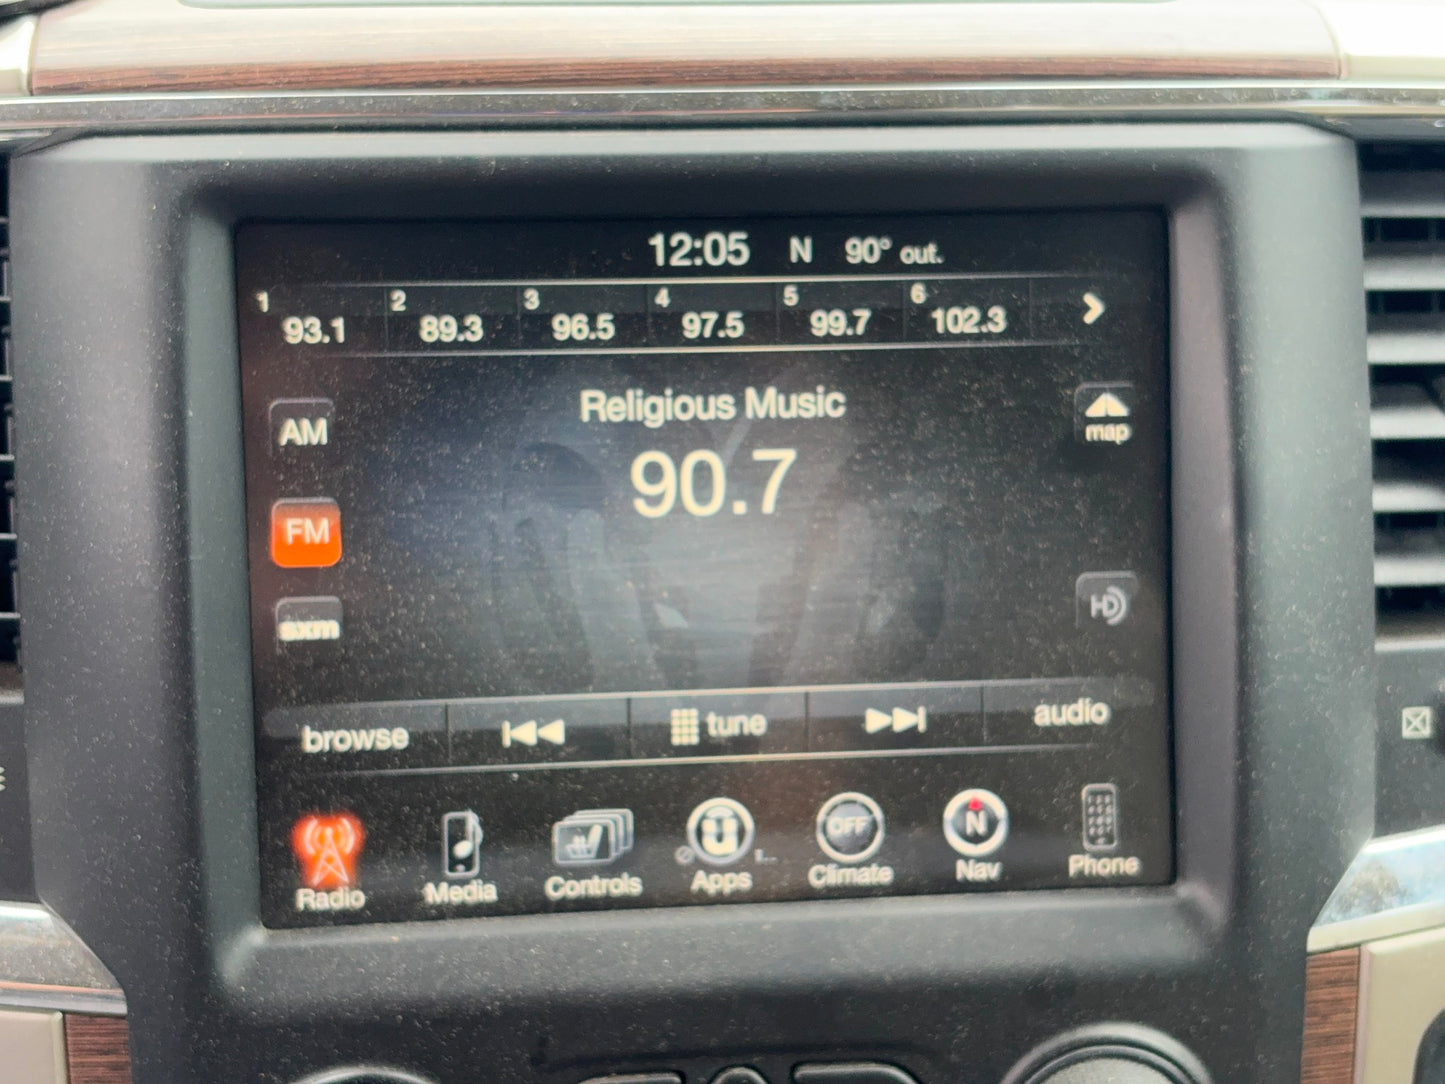 12:05 N 90° out.
1 2 3 4 5 6
93.1 89.3 96.5 97.5 99.7 102.3
Religious Music
90.7
AM
map
FM
sxm
HD
browse tune audio
OFF N
Radio Media Controls Apps Climate Nav Phone